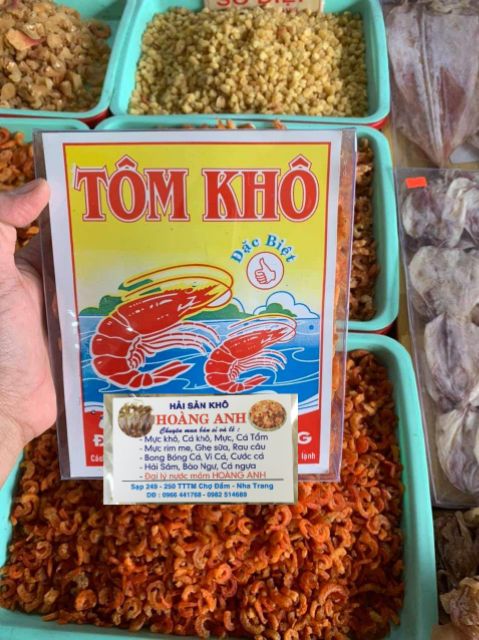 SÒ ĐIỆP
TÔM KHÔ
Đặc Biệt
HẢI SẢN KHÔ
HOÀNG ANH
Chuyên mua bán sỉ và lẻ :
- Mực khô, Cá khô, Mực, Cá Tẩm
- Mực rim me, Ghẹ sữa, Rau câu
- Bong Bóng Cá, Vi Cá, Cước cá
- Hải Sâm, Bào Ngư, Cá ngựa
- Đại lý nước mắm HOÀNG ANH
Sạp 249 - 250 TTTM Chợ Đầm - Nha Trang
DĐ : 0966 441768 - 0982 514689
lạnh